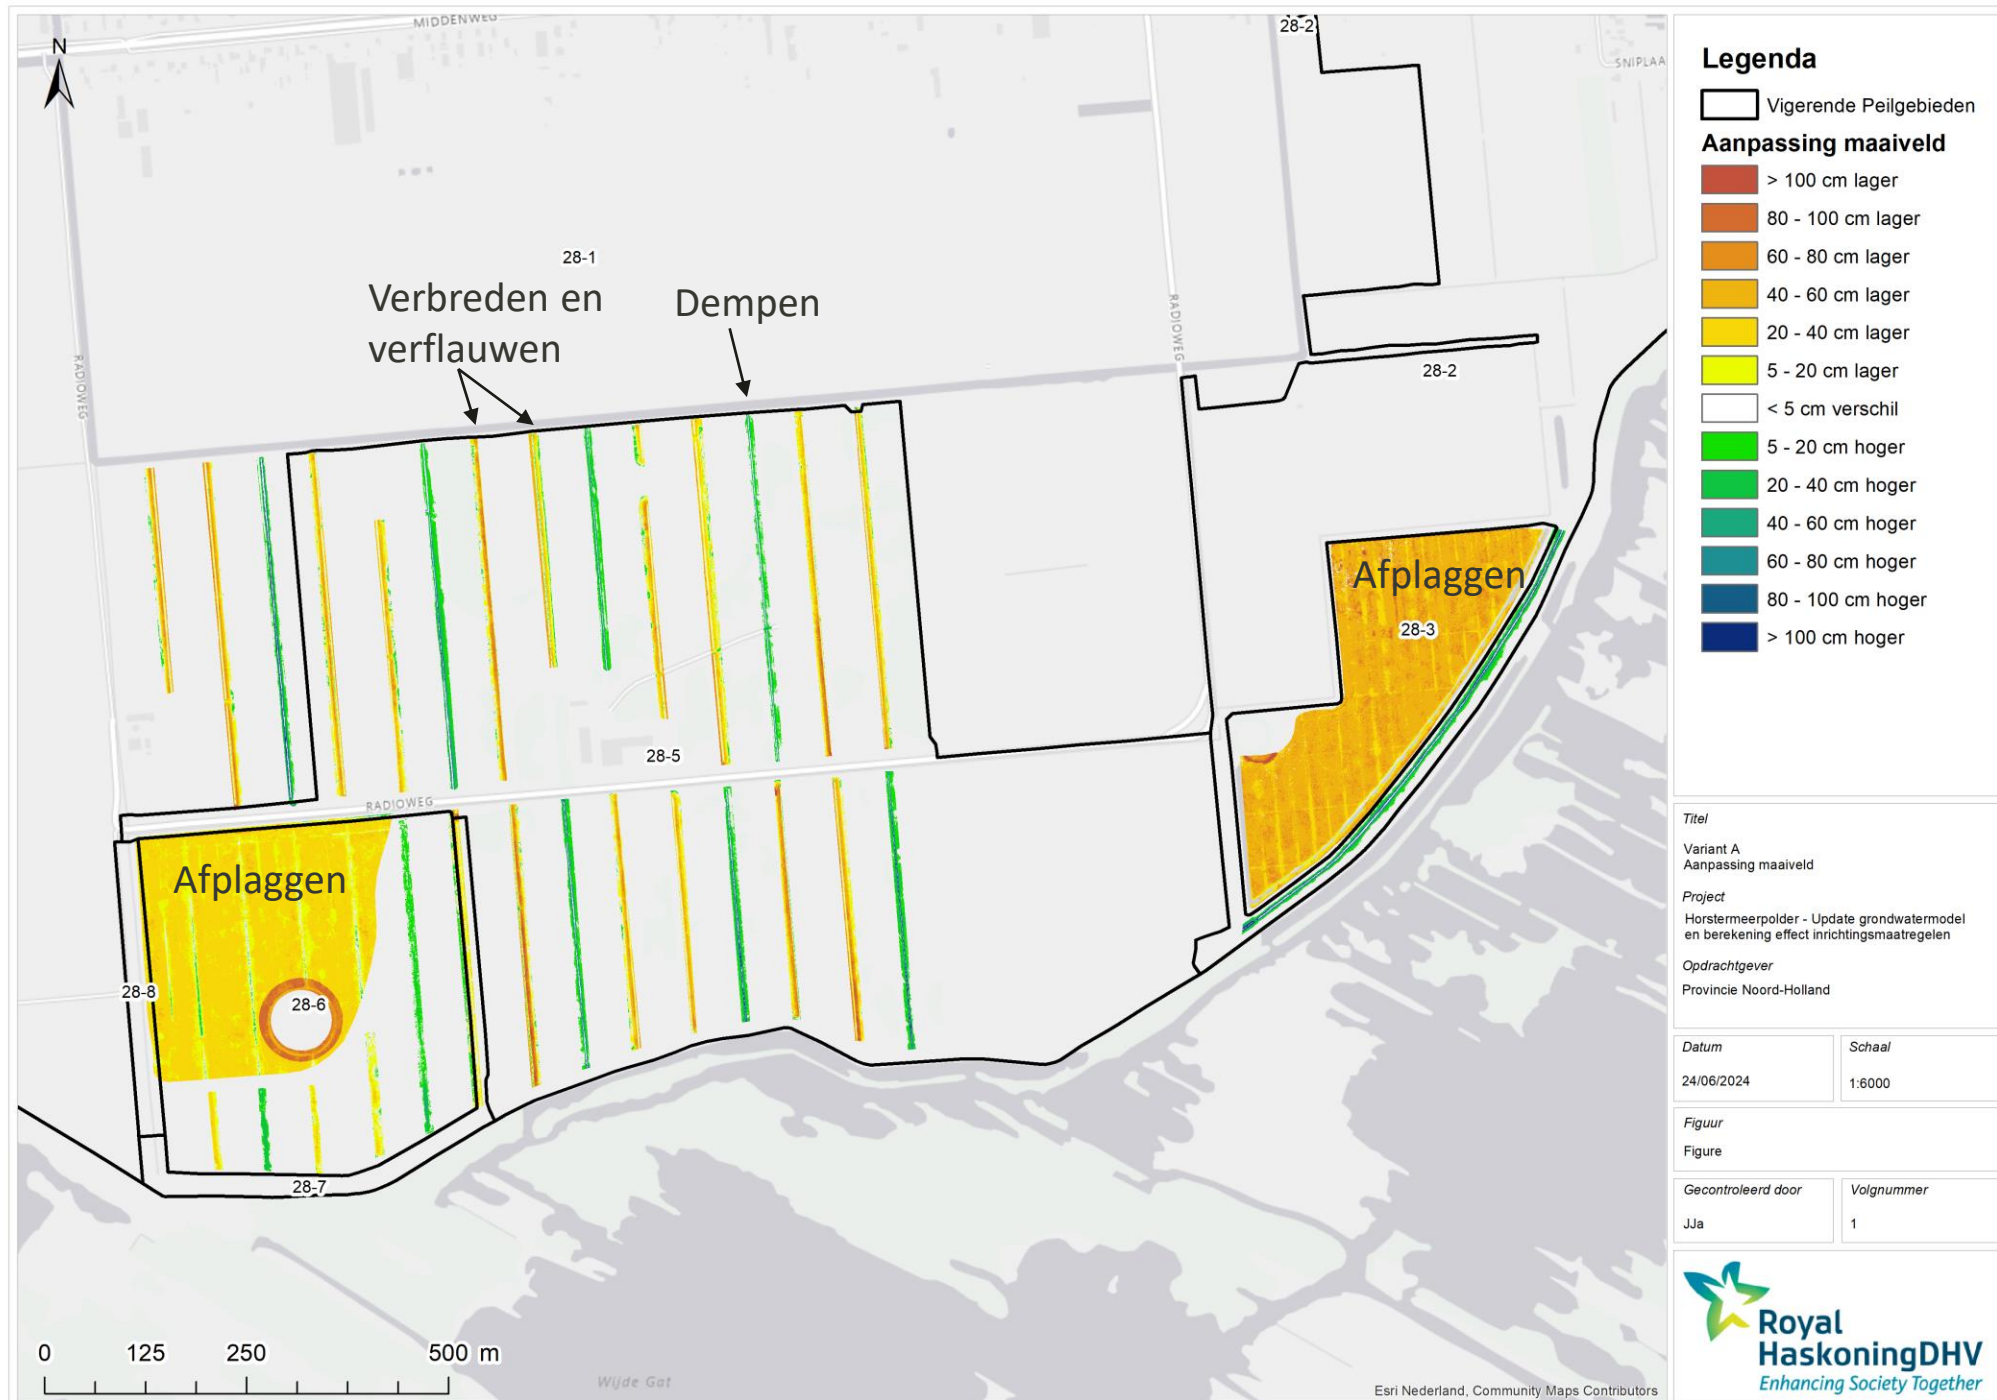 MIDDENWEG
28-2
SNIPLAA
N
28-1
Verbreden en
verflauwen
Dempen
RADIOWEG
RADIOWEG
28-2
Afplaggen
28-3
28-5
RADIOWEG
Afplaggen
28-8
28-6
28-7
0 125 250 500 m
Wijde Gat
Esri Nederland, Community Maps Contributors
Legenda
Vigerende Peilgebieden
Aanpassing maaiveld
> 100 cm lager
80 - 100 cm lager
60 - 80 cm lager
40 - 60 cm lager
20 - 40 cm lager
5 - 20 cm lager
< 5 cm verschil
5 - 20 cm hoger
20 - 40 cm hoger
40 - 60 cm hoger
60 - 80 cm hoger
80 - 100 cm hoger
> 100 cm hoger
Titel
Variant A
Aanpassing maaiveld
Project
Horstermeerpolder - Update grondwatermodel
en berekening effect inrichtingsmaatregelen
Opdrachtgever
Provincie Noord-Holland
Datum
24/06/2024
Schaal
1:6000
Figuur
Figure
Gecontroleerd door
JJa
Volgnummer
1
Royal
HaskoningDHV
Enhancing Society Together